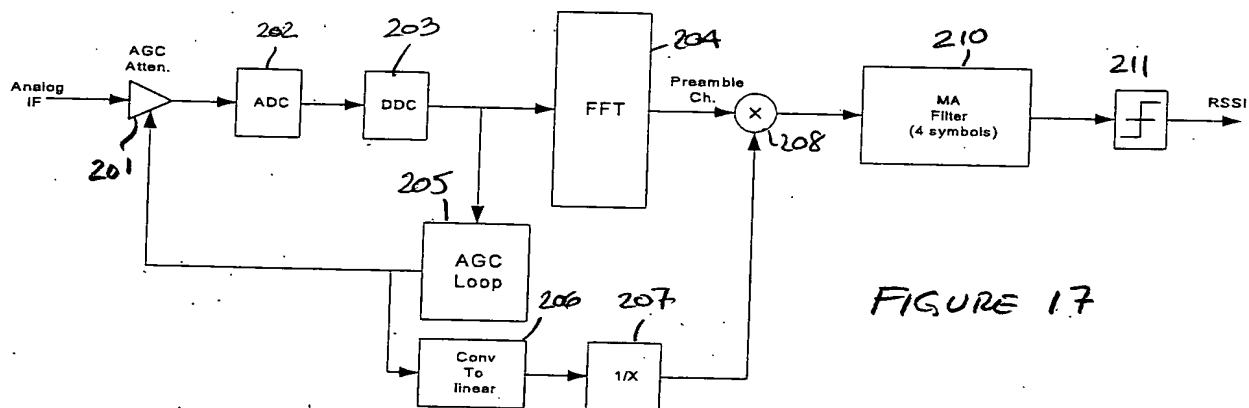 202
203
204
210
211
AGC
Atten.
Analog
IF
ADC
DDC
FFT
Preamble
Ch.
X
MA
Filter
(4 symbols)
RSSI
201
208
205
AGC
Loop
206
207
Conv
To
linear
1/X
FIGURE 17